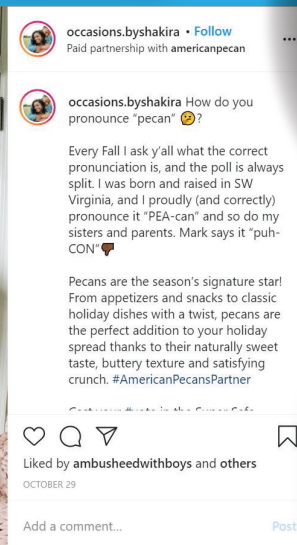 occasions.byshakira • Follow
Paid partnership with americanpecan
occasions.byshakira How do you
pronounce “pecan” 🤔?
Every Fall I ask y’all what the correct
pronunciation is, and the poll is always
split. I was born and raised in SW
Virginia, and I proudly (and correctly)
pronounce it “PEA-can” and so do my
sisters and parents. Mark says it “puh-
CON”👎🏿
Pecans are the season’s signature star!
From appetizers and snacks to classic
holiday dishes with a twist, pecans are
the perfect addition to your holiday
spread thanks to their naturally sweet
taste, buttery texture and satisfying
crunch. #AmericanPecansPartner
Liked by ambusheedwithboys and others
OCTOBER 29
Add a comment...
Post